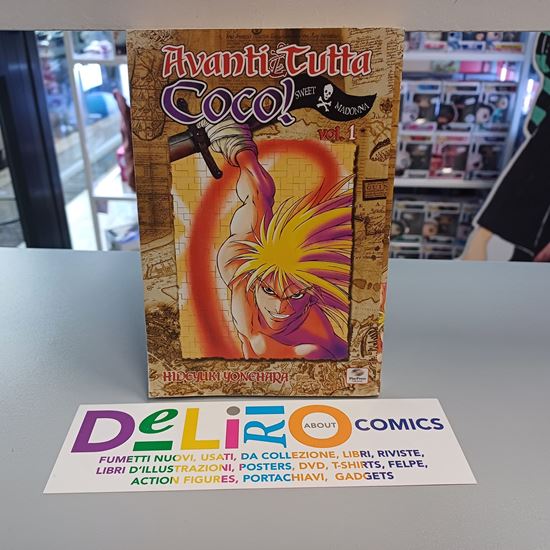 Avanti Tutta
Coco!
SWEET MADONNA
vol. 1
HIDEYUKI YONEHARA
DeLiRIO ABOUT COMICS
FUMETTI NUOVI, USATI, DA COLLEZIONE, LIBRI, RIVISTE,
LIBRI D'ILLUSTRAZIONI, POSTERS, DVD, T-SHIRTS, FELPE,
ACTION FIGURES, PORTACHIAVI, GADGETS